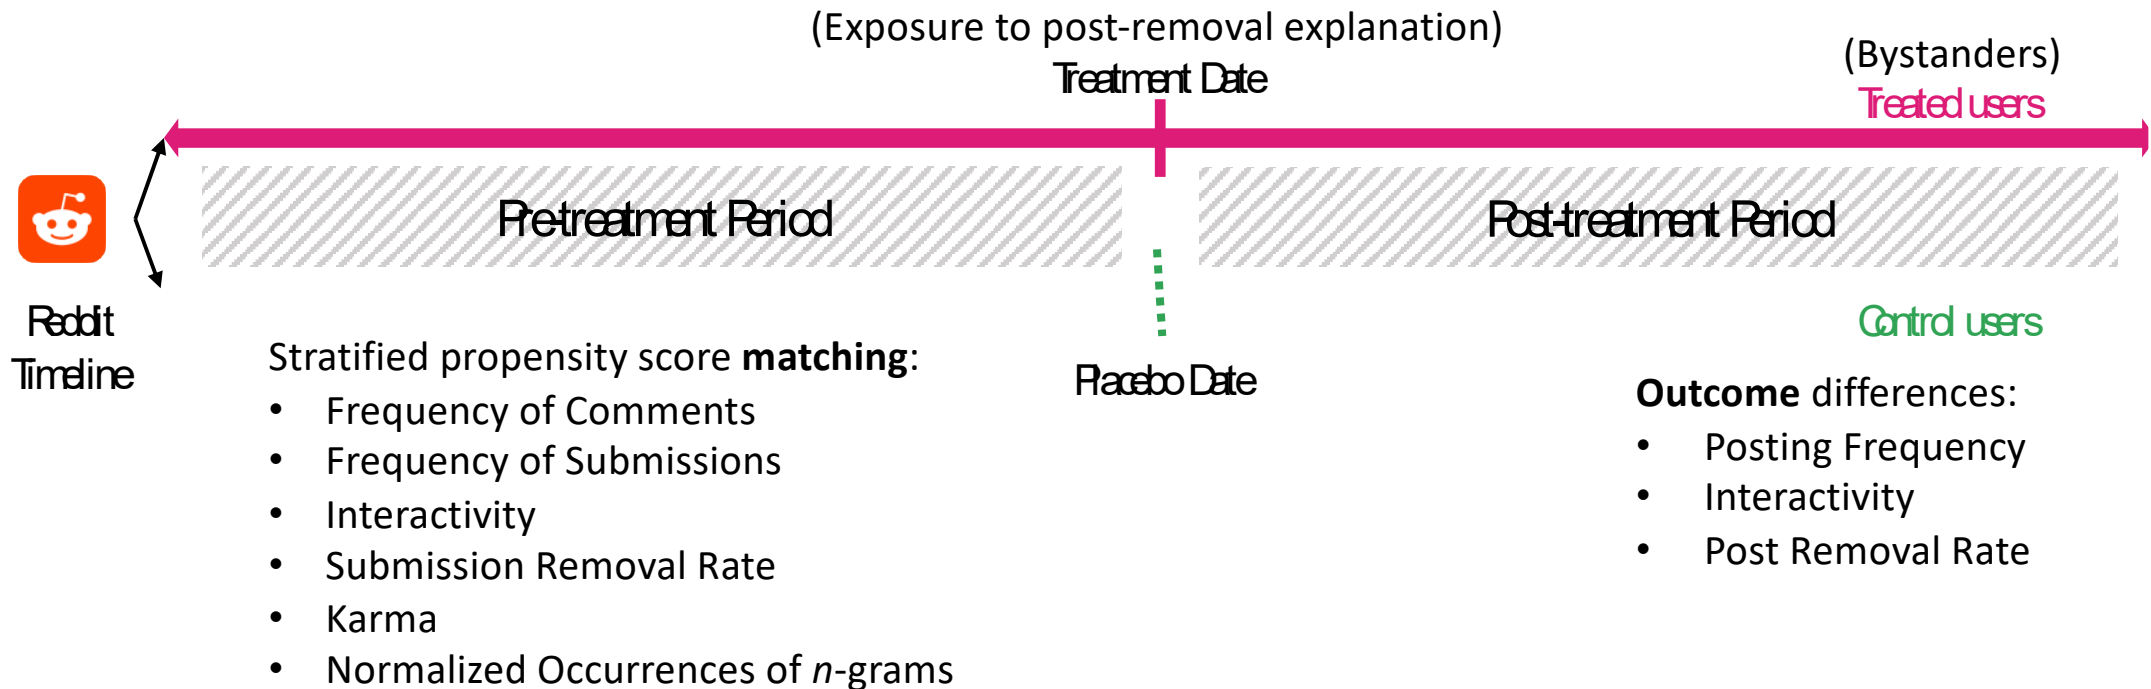 (Exposure to post-removal explanation)
Treatment Date
(Bystanders)
Treated users
Pre-treatment Period
Post-treatment Period
Reddit
Timeline
Placebo Date
Control users
Stratified propensity score matching:
• Frequency of Comments
• Frequency of Submissions
• Interactivity
• Submission Removal Rate
• Karma
• Normalized Occurrences of n-grams
Outcome differences:
• Posting Frequency
• Interactivity
• Post Removal Rate